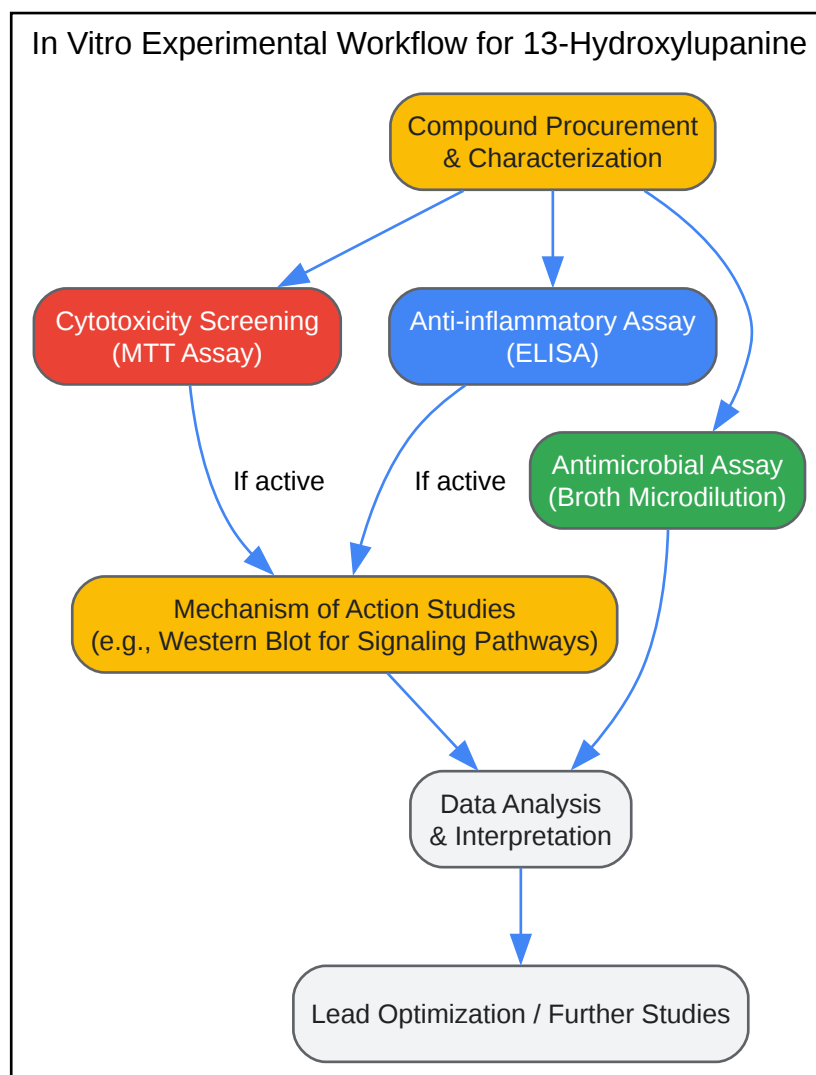 In Vitro Experimental Workflow for 13-Hydroxylupanine
Compound Procurement
& Characterization
Cytotoxicity Screening
(MTT Assay)
Anti-inflammatory Assay
(ELISA)
Antimicrobial Assay
(Broth Microdilution)
If active
If active
Mechanism of Action Studies
(e.g., Western Blot for Signaling Pathways)
Data Analysis
& Interpretation
Lead Optimization / Further Studies